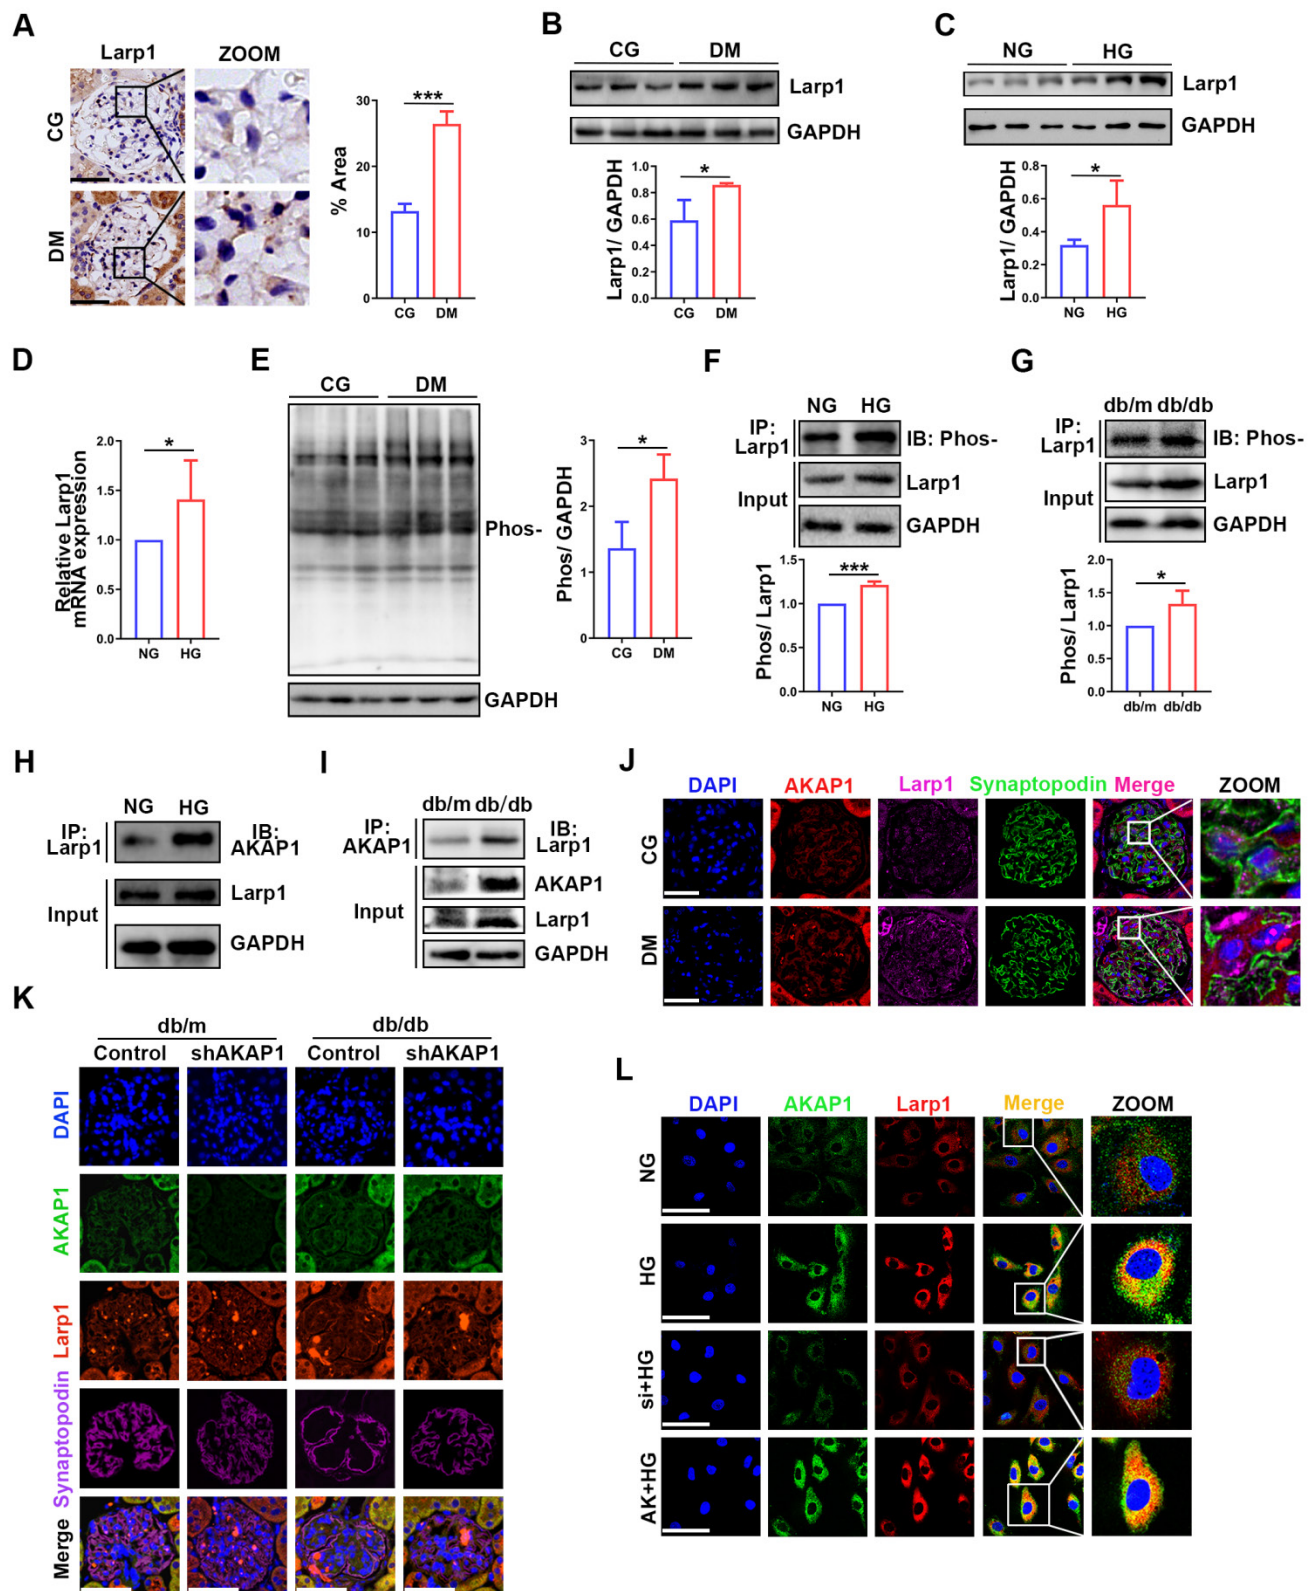 A
Larp1 ZOOM
CG
DM
% Area
30
20
10
0
***
CG DM
B
CG DM
Larp1
GAPDH
Larp1/ GAPDH
1.0
0.8
0.6
0.4
0.2
0.0
*
CG DM
C
NG HG
Larp1
GAPDH
Larp1/ GAPDH
0.8
0.6
0.4
0.2
0.0
*
NG HG
D
Relative Larp1
mRNA expression
2.0
1.5
1.0
0.5
0.0
*
NG HG
E
CG DM
Phos-
GAPDH
Phos/ GAPDH
3
2
1
0
*
CG DM
F
NG HG
IP:
Larp1
IB: Phos-
Input
Larp1
GAPDH
Phos/ Larp1
1.5
1.0
0.5
0.0
***
NG HG
G
db/m db/db
IP:
Larp1
IB: Phos-
Input
Larp1
GAPDH
Phos/ Larp1
2.0
1.5
1.0
0.5
0.0
*
db/m db/db
H
NG HG
IP:
Larp1
IB:
AKAP1
Input
Larp1
GAPDH
I
db/m db/db
IP:
AKAP1
IB:
Larp1
Input
AKAP1
Larp1
GAPDH
J
DAPI AKAP1 Larp1 Synaptopodin Merge ZOOM
CG
DM
K
db/m db/db
Control shAKAP1 Control shAKAP1
DAPI
AKAP1
Larp1
Synaptopodin
Merge
L
DAPI AKAP1 Larp1 Merge ZOOM
NG
HG
si+HG
AK+HG